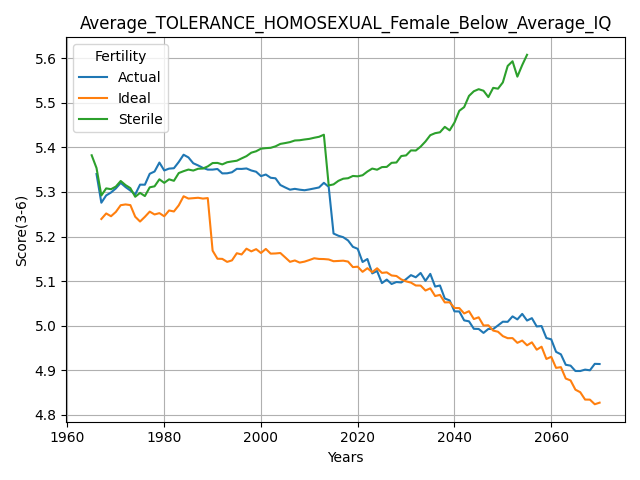 Average_TOLERANCE_HOMOSEXUAL_Female_Below_Average_IQ
Fertility
Actual
Ideal
Sterile
Score(3-6)
5.6
5.5
5.4
5.3
5.2
5.1
5.0
4.9
4.8
1960
1980
2000
2020
2040
2060
Years